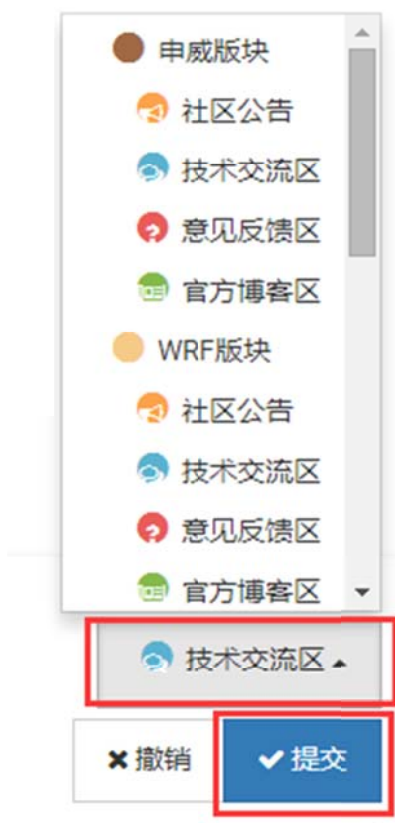 申威版块
社区公告
技术交流区
意见反馈区
官方博客区
WRF版块
社区公告
技术交流区
意见反馈区
官方博客区
技术交流区
撤销 提交